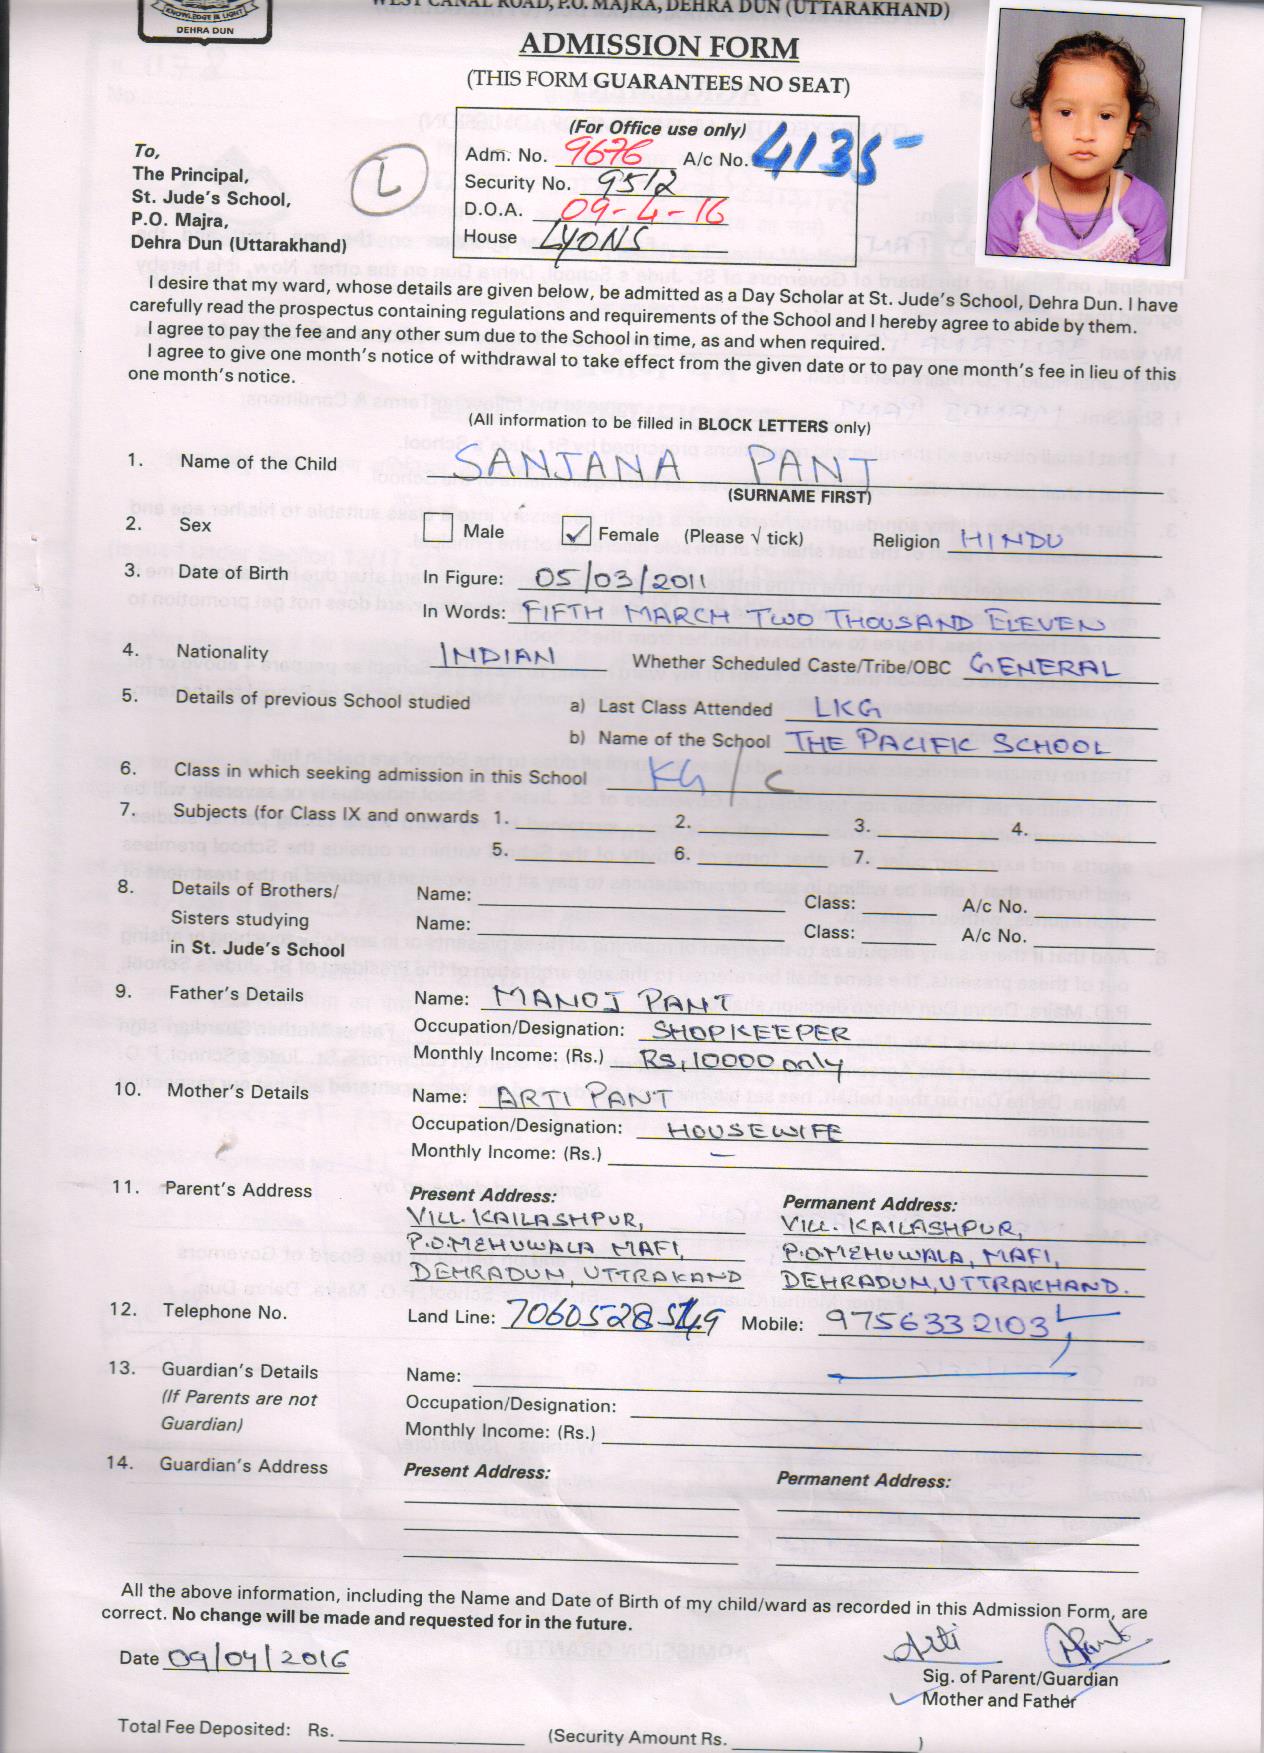 KNOWLEDGE IS LIGHT
DEHRA DUN
WEST CANAL ROAD, P.O. MAJRA, DEHRA DUN (UTTARAKHAND)
ADMISSION FORM
(THIS FORM GUARANTEES NO SEAT)
(For Office use only)
Adm. No. 9676 A/c No. 4135-
Security No. 9512
D.O.A. 09-4-16
House LYONS
L
To,
The Principal,
St. Jude's School,
P.O. Majra,
Dehra Dun (Uttarakhand)
I desire that my ward, whose details are given below, be admitted as a Day Scholar at St. Jude's School, Dehra Dun. I have
carefully read the prospectus containing regulations and requirements of the School and I hereby agree to abide by them.
I agree to pay the fee and any other sum due to the School in time, as and when required.
I agree to give one month's notice of withdrawal to take effect from the given date or to pay one month's fee in lieu of this
one month's notice.
(All information to be filled in BLOCK LETTERS only)
1. Name of the Child SANJANA PANT
(SURNAME FIRST)
2. Sex Male ✓ Female (Please √ tick) Religion HINDU
3. Date of Birth In Figure: 05/03/2011
In Words: FIFTH MARCH TWO THOUSAND ELEVEN
4. Nationality INDIAN Whether Scheduled Caste/Tribe/OBC GENERAL
5. Details of previous School studied a) Last Class Attended LKG
b) Name of the School THE PACIFIC SCHOOL
6. Class in which seeking admission in this School KG/C
7. Subjects (for Class IX and onwards 1. 2. 3. 4.
5. 6. 7.
8. Details of Brothers/ Name: Class: A/c No.
Sisters studying Name: Class: A/c No.
in St. Jude's School
9. Father's Details Name: MANOJ PANT
Occupation/Designation: SHOPKEEPER
Monthly Income: (Rs.) Rs, 10000 only
10. Mother's Details Name: ARTI PANT
Occupation/Designation: HOUSEWIFE
Monthly Income: (Rs.) –
11. Parent's Address Present Address: Permanent Address:
VILL. KAILASHPUR, VILL. KAILASHPUR,
P.O.MEHUWALA MAFI, P.O.MEHUWALA, MAFI,
DEHRADUN, UTTRAKAND DEHRADUN, UTTRAKHAND.
12. Telephone No. Land Line: 7060528549 Mobile: 9756332103
13. Guardian's Details Name:
(If Parents are not Occupation/Designation:
Guardian) Monthly Income: (Rs.)
14. Guardian's Address Present Address: Permanent Address:
All the above information, including the Name and Date of Birth of my child/ward as recorded in this Admission Form, are
correct. No change will be made and requested for in the future.
Date 09/04/2016 Arti
Sig. of Parent/Guardian
Mother and Father
Total Fee Deposited: Rs. (Security Amount Rs. )